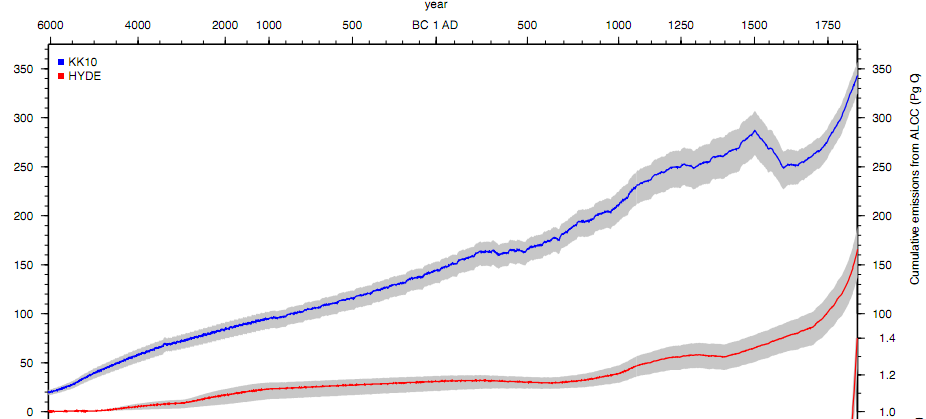 year
6000 4000 2000 1000 500 BC 1 AD 500 1000 1250 1500 1750
350 350
KK10
HYDE
300 300
250 250
200 200
150 150
100 100
1.4
50
1.2
0 1.0
Cumulative emissions from ALCC (Pg C)